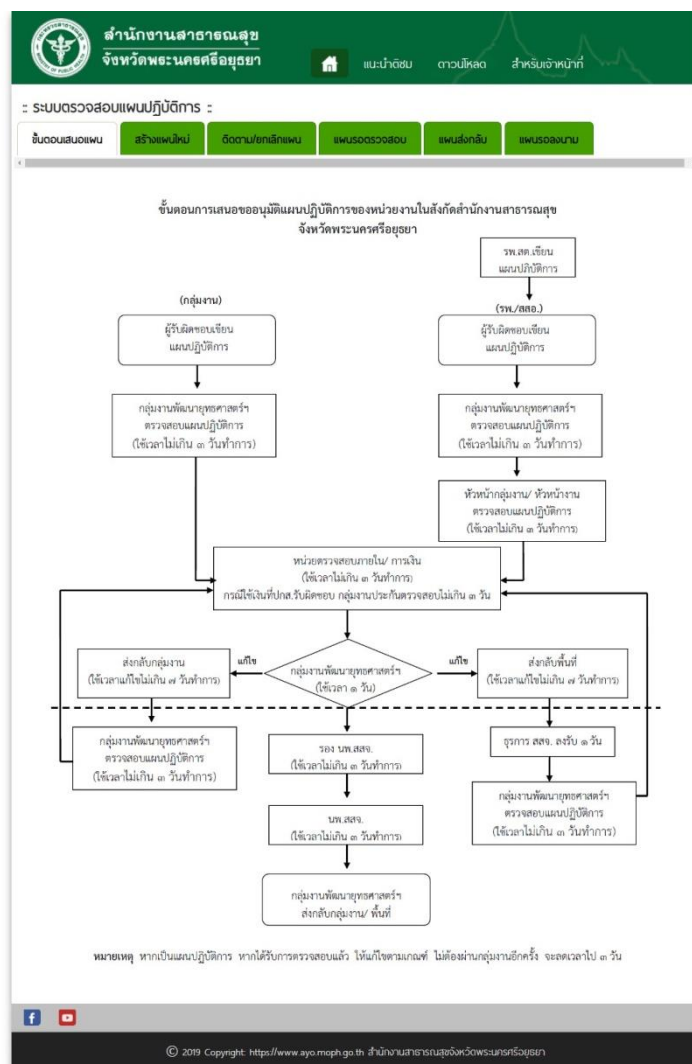 สำนักงานสาธารณสุข
จังหวัดพระนครศรีอยุธยา
แนะนำติชม ดาวน์โหลด สำหรับเจ้าหน้าที่
:: ระบบตรวจสอบแผนปฏิบัติการ ::
ขั้นตอนเสนอแผน สร้างแผนใหม่ ติดตาม/ยกเลิกแผน แผนรอตรวจสอบ แผนส่งกลับ แผนรอลงนาม
ขั้นตอนการเสนอขออนุมัติแผนปฏิบัติการของหน่วยงานในสังกัดสำนักงานสาธารณสุข
จังหวัดพระนครศรีอยุธยา
รพ.สต.เขียน
แผนปฏิบัติการ
(กลุ่มงาน)
(รพ./สสอ.)
ผู้รับผิดชอบเขียน
แผนปฏิบัติการ
ผู้รับผิดชอบเขียน
แผนปฏิบัติการ
กลุ่มงานพัฒนายุทธศาสตร์ฯ
ตรวจสอบแผนปฏิบัติการ
(ใช้เวลาไม่เกิน ๓ วันทำการ)
กลุ่มงานพัฒนายุทธศาสตร์ฯ
ตรวจสอบแผนปฏิบัติการ
(ใช้เวลาไม่เกิน ๓ วันทำการ)
หัวหน้ากลุ่มงาน/ หัวหน้างาน
ตรวจสอบแผนปฏิบัติการ
(ใช้เวลาไม่เกิน ๓ วันทำการ)
หน่วยตรวจสอบภายใน/ การเงิน
(ใช้เวลาไม่เกิน ๓ วันทำการ)
กรณีใช้เงินที่ปกส.รับผิดชอบ กลุ่มงานประกันตรวจสอบไม่เกิน ๓ วัน
ส่งกลับกลุ่มงาน
(ใช้เวลาแก้ไขไม่เกิน ๗ วันทำการ)
แก้ไข
กลุ่มงานพัฒนายุทธศาสตร์ฯ
(ใช้เวลา ๑ วัน)
แก้ไข
ส่งกลับพื้นที่
(ใช้เวลาแก้ไขไม่เกิน ๗ วันทำการ)
กลุ่มงานพัฒนายุทธศาสตร์ฯ
ตรวจสอบแผนปฏิบัติการ
(ใช้เวลาไม่เกิน ๓ วันทำการ)
รอง นพ.สสจ.
(ใช้เวลาไม่เกิน ๓ วันทำการ)
ธุรการ สสจ. ลงรับ ๑ วัน
นพ.สสจ.
(ใช้เวลาไม่เกิน ๓ วันทำการ)
กลุ่มงานพัฒนายุทธศาสตร์ฯ
ตรวจสอบแผนปฏิบัติการ
(ใช้เวลาไม่เกิน ๓ วันทำการ)
กลุ่มงานพัฒนายุทธศาสตร์ฯ
ส่งกลับกลุ่มงาน/ พื้นที่
หมายเหตุ หากเป็นแผนปฏิบัติการ หากได้รับการตรวจสอบแล้ว ให้แก้ไขตามเกณฑ์ ไม่ต้องผ่านกลุ่มงานอีกครั้ง จะลดเวลาไป ๓ วัน
© 2019 Copyright: https://www.ayo.moph.go.th สำนักงานสาธารณสุขจังหวัดพระนครศรีอยุธยา